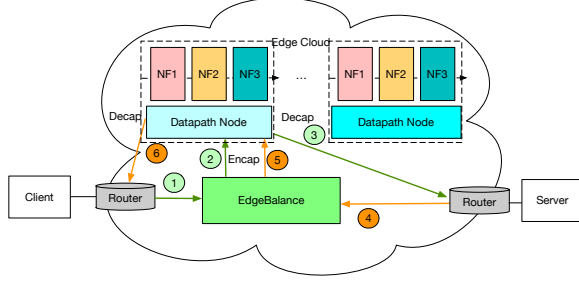 Edge Cloud
NF1
NF2
NF3
...
NF1
NF2
NF3
Decap
Datapath Node
Decap
Datapath Node
3
6
2
Encap
5
Client
Router
1
EdgeBalance
4
Router
Server